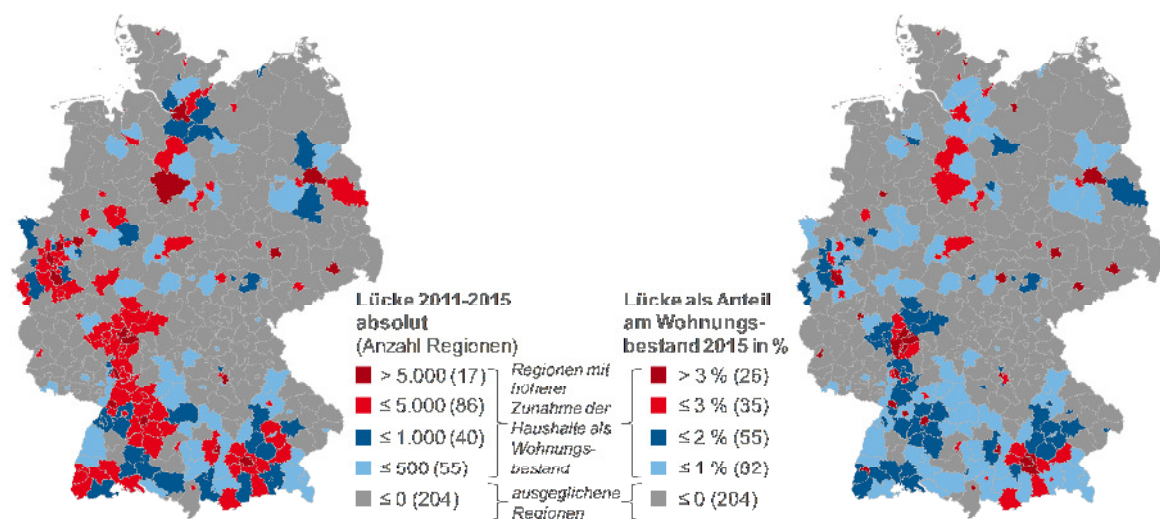 Lücke 2011-2015
absolut
(Anzahl Regionen)
> 5.000 (17)
≤ 5.000 (86)
≤ 1.000 (40)
≤ 500 (55)
≤ 0 (204)
Regionen mit
höherer
Zunahme der
Haushalte als
Wohnungs-
bestand
ausgeglichene
Regionen
Lücke als Anteil
am Wohnungs-
bestand 2015 in %
> 3 % (26)
≤ 3 % (35)
≤ 2 % (55)
≤ 1 % (82)
≤ 0 (204)